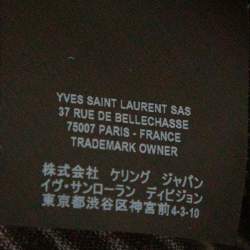 YVES SAINT LAURENT SAS
37 RUE DE BELLECHASSE
75007 PARIS - FRANCE
TRADEMARK OWNER
株式会社 ケリング ジャパン
イヴ・サンローラン ディビジョン
東京都渋谷区神宮前4-3-10